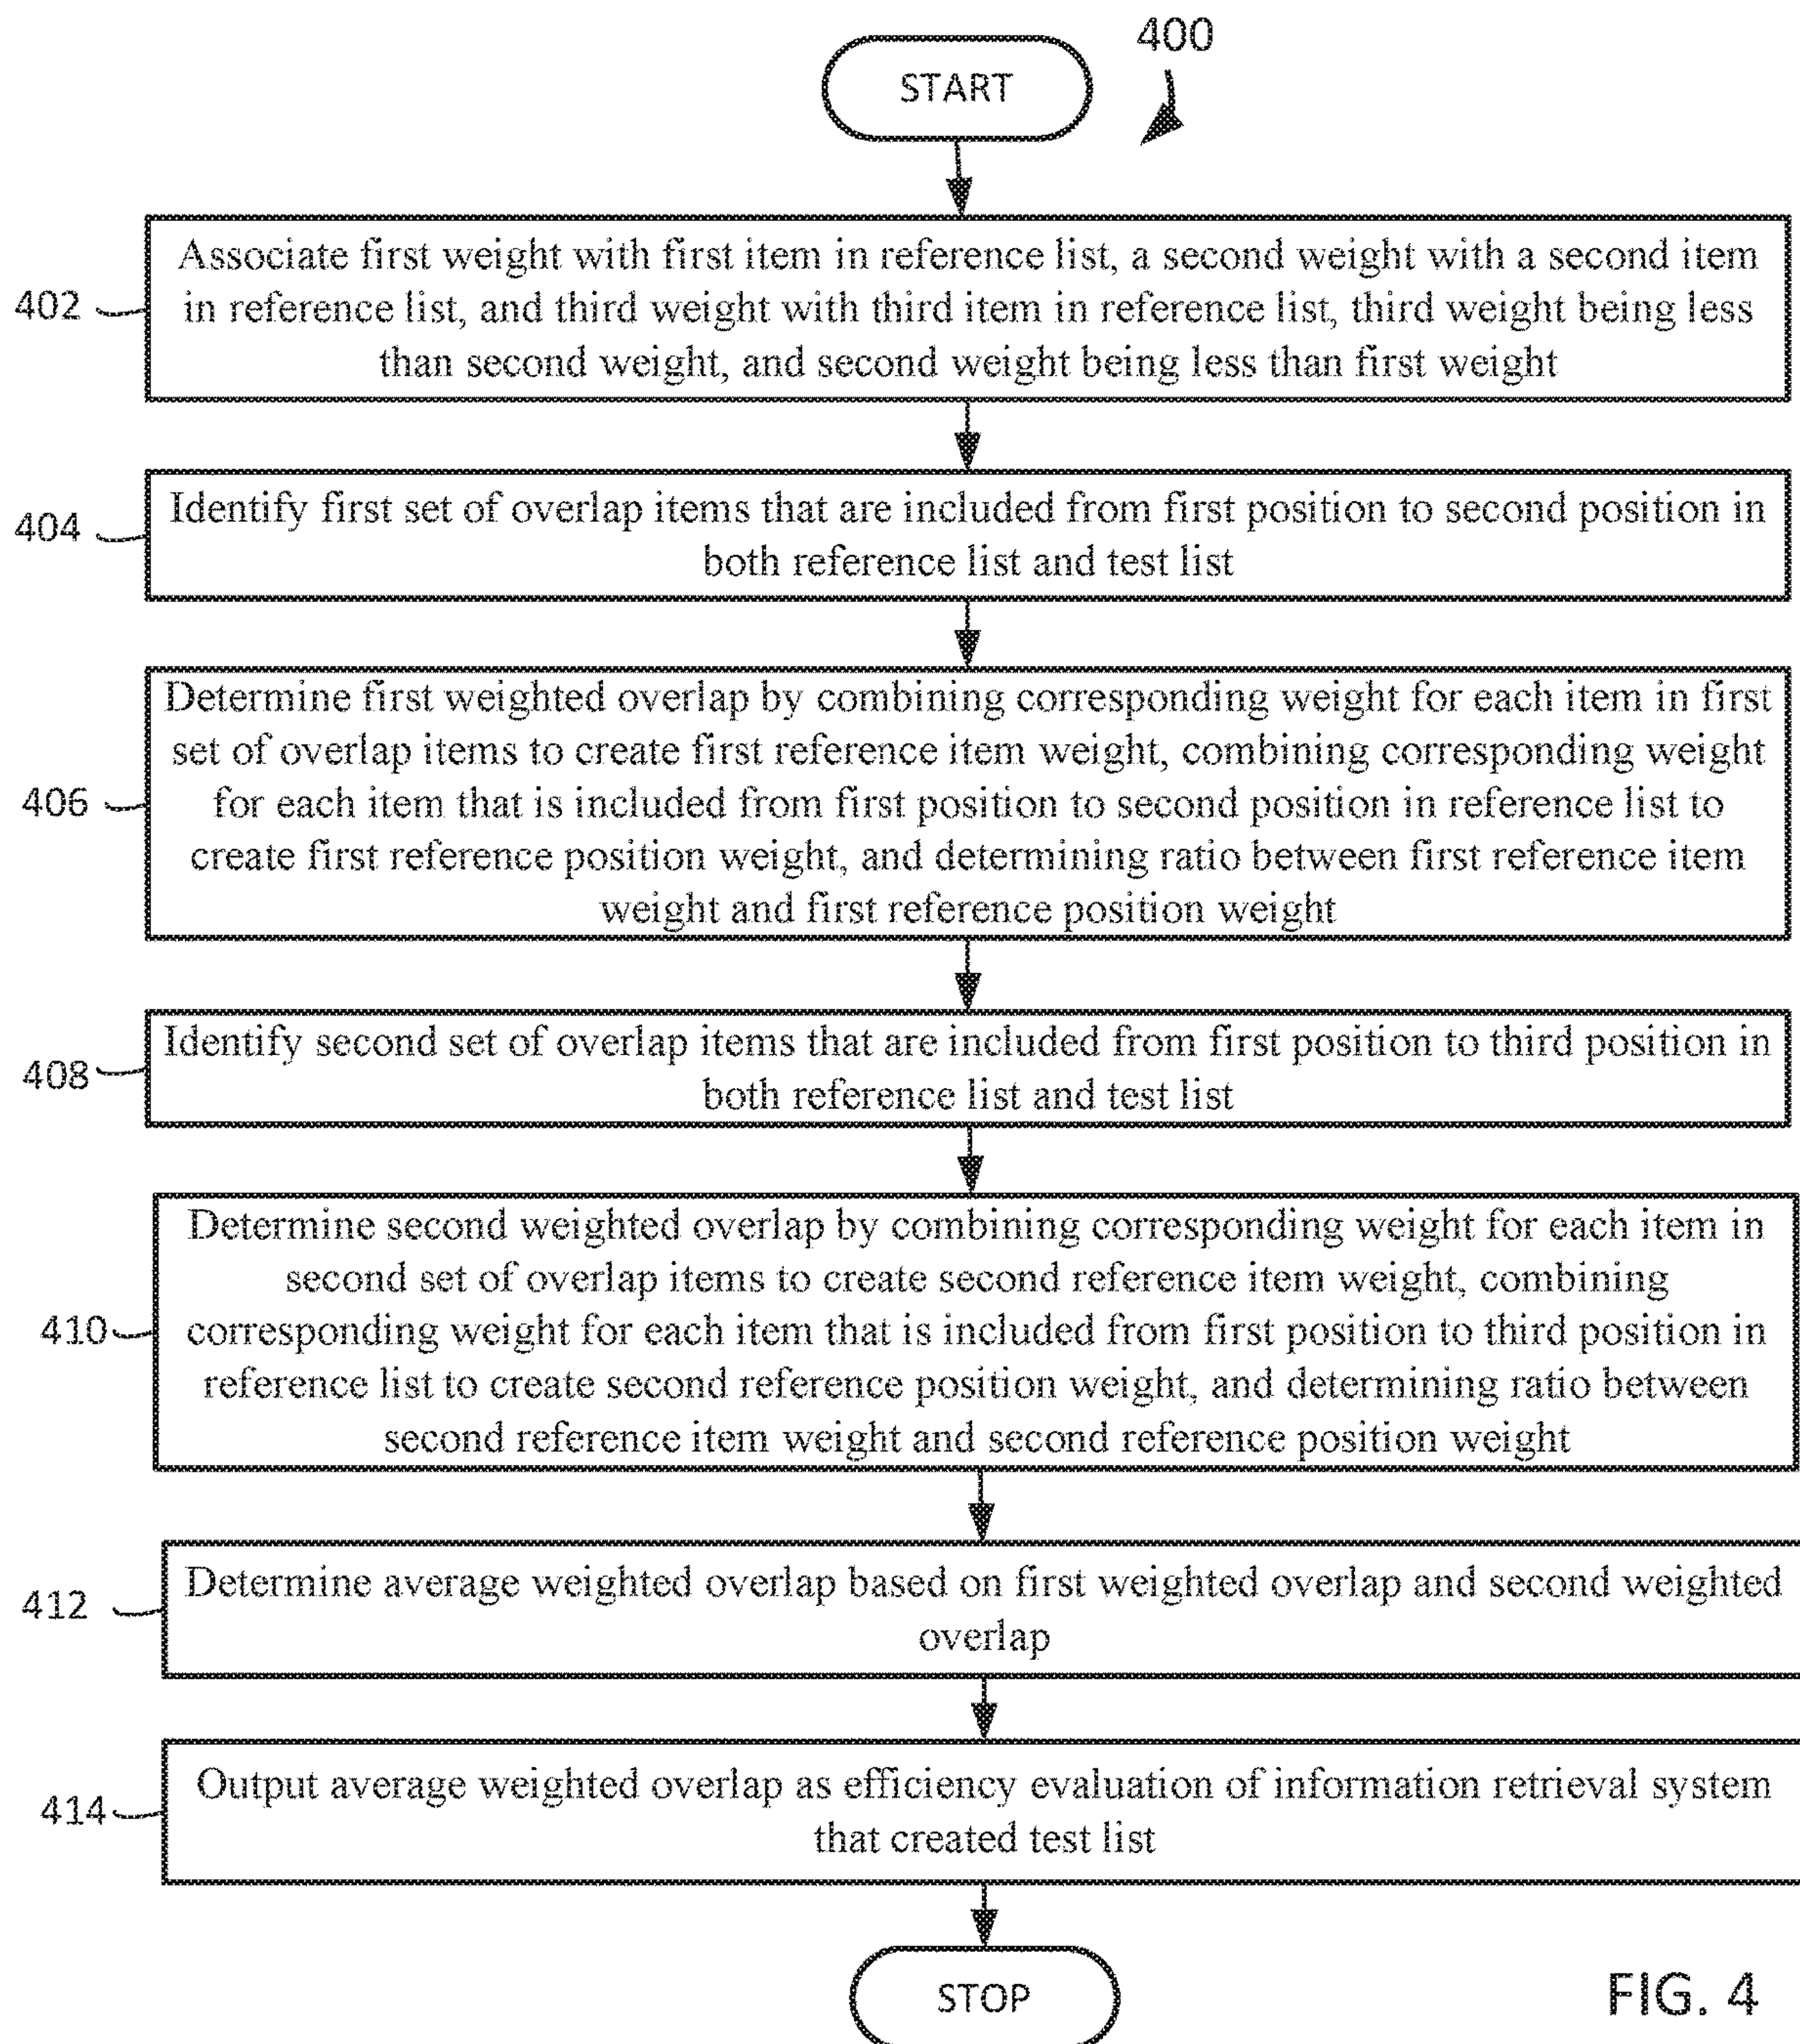 400
START
402
Associate first weight with first item in reference list, a second weight with a second item
in reference list, and third weight with third item in reference list, third weight being less
than second weight, and second weight being less than first weight
404
Identify first set of overlap items that are included from first position to second position in
both reference list and test list
406
Determine first weighted overlap by combining corresponding weight for each item in first
set of overlap items to create first reference item weight, combining corresponding weight
for each item that is included from first position to second position in reference list to
create first reference position weight, and determining ratio between first reference item
weight and first reference position weight
408
Identify second set of overlap items that are included from first position to third position in
both reference list and test list
410
Determine second weighted overlap by combining corresponding weight for each item in
second set of overlap items to create second reference item weight, combining
corresponding weight for each item that is included from first position to third position in
reference list to create second reference position weight, and determining ratio between
second reference item weight and second reference position weight
412
Determine average weighted overlap based on first weighted overlap and second weighted
overlap
414
Output average weighted overlap as efficiency evaluation of information retrieval system
that created test list
STOP
FIG. 4